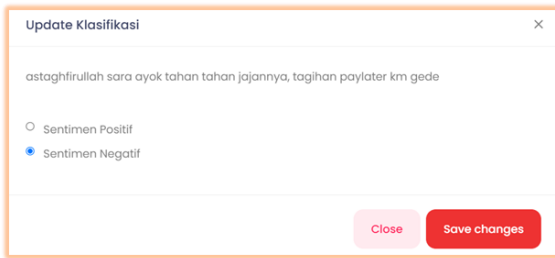 Update Klasifikasi
astaghfirullah sara ayok tahan tahan jajannya, tagihan paylater km gede
Sentimen Positif
Sentimen Negatif
Close
Save changes